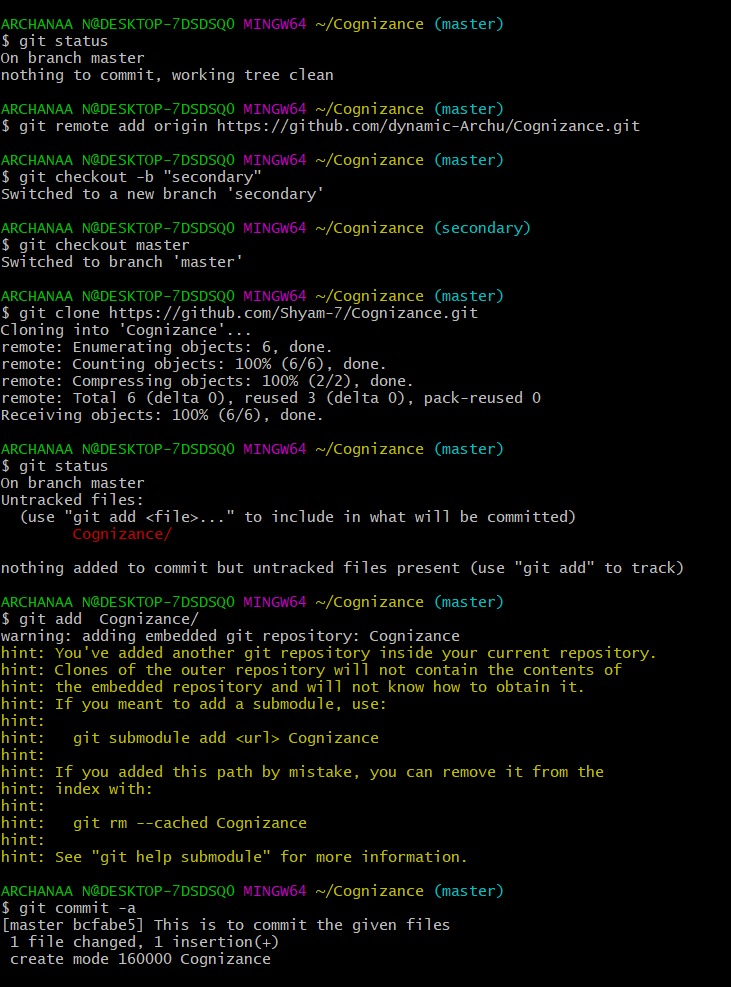 ARCHANAA N@DESKTOP-7DSDSQO MINGW64 ~/Cognizance (master)
$ git status
On branch master
nothing to commit, working tree clean
ARCHANAA N@DESKTOP-7DSDSQO MINGW64 ~/Cognizance (master)
$ git remote add origin https://github.com/dynamic-Archu/Cognizance.git
ARCHANAA N@DESKTOP-7DSDSQO MINGW64 ~/Cognizance (master)
$ git checkout -b "secondary"
Switched to a new branch 'secondary'
ARCHANAA N@DESKTOP-7DSDSQO MINGW64 ~/Cognizance (secondary)
$ git checkout master
Switched to branch 'master'
ARCHANAA N@DESKTOP-7DSDSQO MINGW64 ~/Cognizance (master)
$ git clone https://github.com/Shyam-7/Cognizance.git
Cloning into 'Cognizance'...
remote: Enumerating objects: 6, done.
remote: Counting objects: 100% (6/6), done.
remote: Compressing objects: 100% (2/2), done.
remote: Total 6 (delta 0), reused 3 (delta 0), pack-reused 0
Receiving objects: 100% (6/6), done.
ARCHANAA N@DESKTOP-7DSDSQO MINGW64 ~/Cognizance (master)
$ git status
On branch master
Untracked files:
  (use "git add <file>..." to include in what will be committed)
        Cognizance/
nothing added to commit but untracked files present (use "git add" to track)
ARCHANAA N@DESKTOP-7DSDSQO MINGW64 ~/Cognizance (master)
$ git add  Cognizance/
warning: adding embedded git repository: Cognizance
hint: You've added another git repository inside your current repository.
hint: Clones of the outer repository will not contain the contents of
hint: the embedded repository and will not know how to obtain it.
hint: If you meant to add a submodule, use:
hint:
hint:   git submodule add <url> Cognizance
hint:
hint: If you added this path by mistake, you can remove it from the
hint: index with:
hint:
hint:   git rm --cached Cognizance
hint:
hint: See "git help submodule" for more information.
ARCHANAA N@DESKTOP-7DSDSQO MINGW64 ~/Cognizance (master)
$ git commit -a
[master bcfabe5] This is to commit the given files
 1 file changed, 1 insertion(+)
 create mode 160000 Cognizance